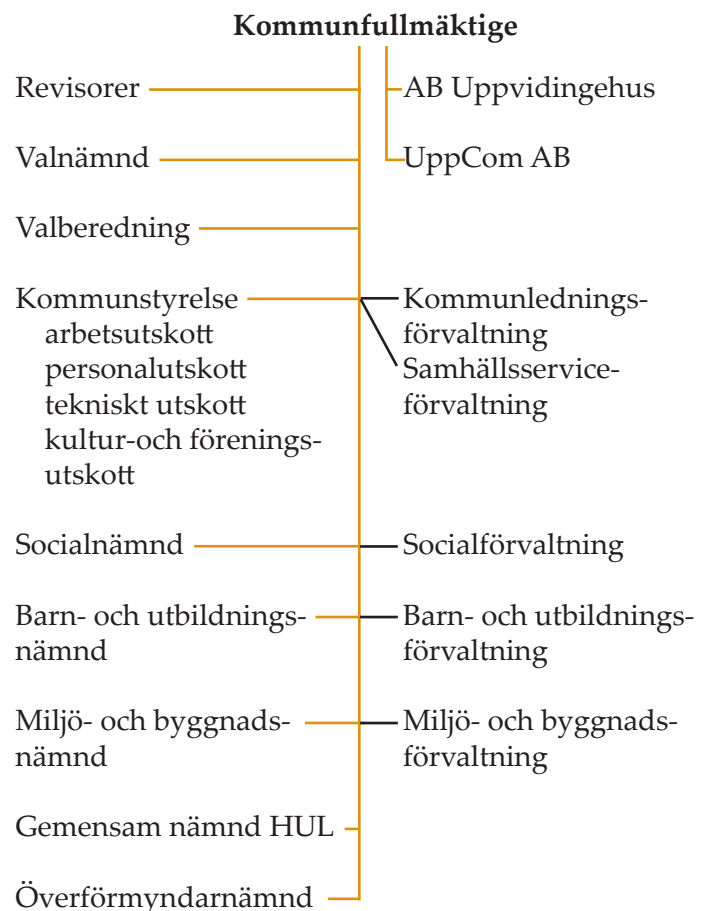 Kommunfullmäktige
Revisorer
AB Uppvidingehus
Valnämnd
UppCom AB
Valberedning
Kommunstyrelse
arbetsutskott
personalutskott
tekniskt utskott
kultur-och förenings-
utskott
Kommunlednings-
förvaltning
Samhällsservice-
förvaltning
Socialnämnd
Socialförvaltning
Barn- och utbildnings-
nämnd
Barn- och utbildnings-
förvaltning
Miljö- och byggnads-
nämnd
Miljö- och byggnads-
förvaltning
Gemensam nämnd HUL
Överförmyndarnämnd